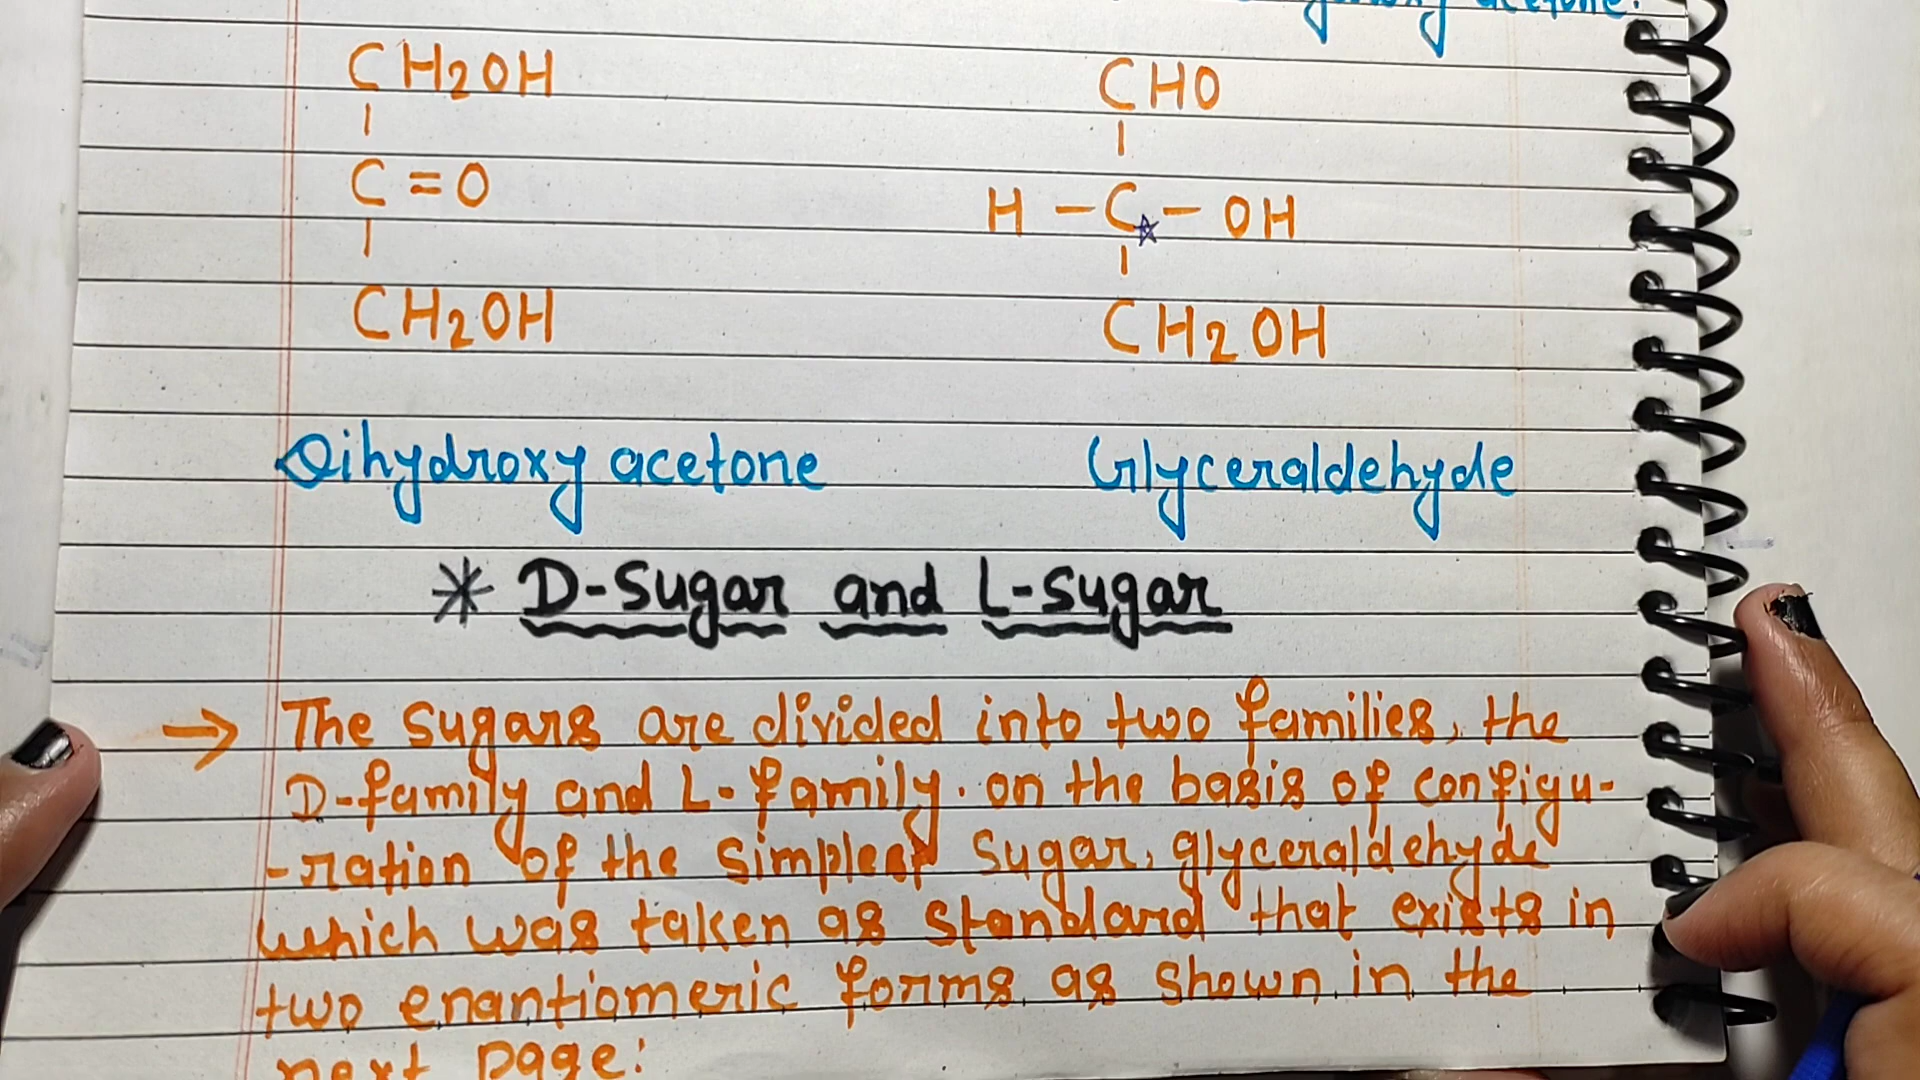 acetone.
CH2OH CHO
C=O H-C-OH
CH2OH CH2OH
Dihydroxy acetone Glyceraldehyde
* D-Sugar and L-Sugar
→ The sugars are divided into two families, the
D-family and L-family. on the basis of configu-
-ration of the simplest sugar, glyceraldehyde
which was taken as standard that exists in
two enantiomeric forms as shown in the
next page: